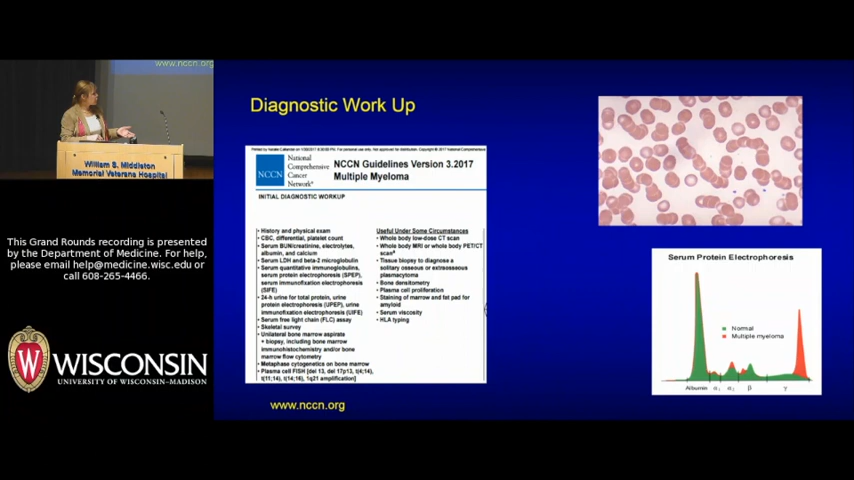 www.nccn.org
William S. Middleton
Memorial Veterans Hospital
This Grand Rounds recording is presented
by the Department of Medicine. For help,
please email help@medicine.wisc.edu or
call 608-265-4466.
W
WISCONSIN
UNIVERSITY OF WISCONSIN–MADISON
Diagnostic Work Up
NCCN
National
Comprehensive
Cancer
Network®
NCCN Guidelines Version 3.2017
Multiple Myeloma
INITIAL DIAGNOSTIC WORKUP
• History and physical exam
• CBC, differential, platelet count
• Serum BUN/creatinine, electrolytes,
albumin, and calcium
• Serum LDH and beta-2 microglobulin
• Serum quantitative immunoglobulins,
serum protein electrophoresis (SPEP),
serum immunofixation electrophoresis
(SIFE)
• 24-h urine for total protein, urine
protein electrophoresis (UPEP), urine
immunofixation electrophoresis (UIFE)
• Serum free light chain (FLC) assay
• Skeletal survey
• Unilateral bone marrow aspirate
+ biopsy, including bone marrow
immunohistochemistry and/or bone
marrow flow cytometry
• Metaphase cytogenetics on bone marrow
• Plasma cell FISH [del 13, del 17p13, t(4;14),
t(11;14), t(14;16), 1q21 amplification]
Useful Under Some Circumstances
• Whole body low-dose CT scan
• Whole body MRI or whole body PET/CT
scan
• Tissue biopsy to diagnose a
solitary osseous or extraosseous
plasmacytoma
• Bone densitometry
• Plasma cell proliferation
• Staining of marrow and fat pad for
amyloid
• Serum viscosity
• HLA typing
www.nccn.org
Serum Protein Electrophoresis
Normal
Multiple myeloma
Albumin α₁ α₂ β γ